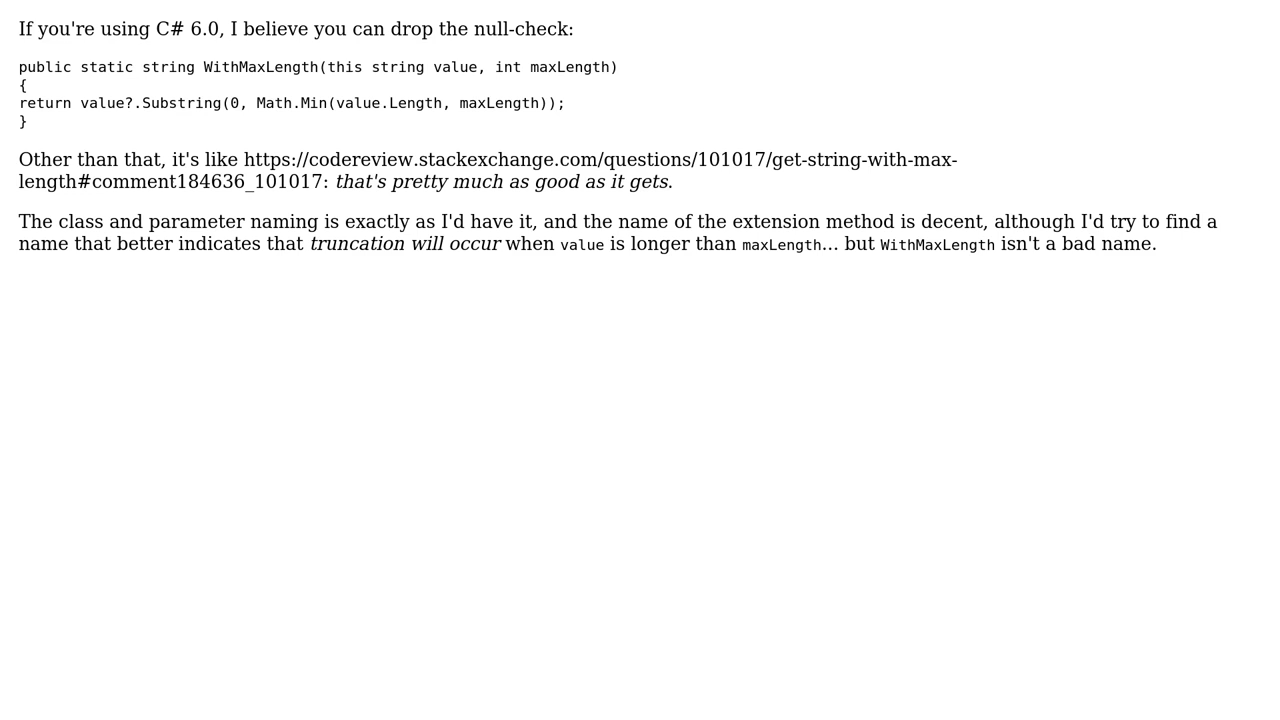 If you're using C# 6.0, I believe you can drop the null-check:
public static string WithMaxLength(this string value, int maxLength)
{
return value?.Substring(0, Math.Min(value.Length, maxLength));
}
Other than that, it's like https://codereview.stackexchange.com/questions/101017/get-string-with-max-
length#comment184636_101017: that's pretty much as good as it gets.
The class and parameter naming is exactly as I'd have it, and the name of the extension method is decent, although I'd try to find a
name that better indicates that truncation will occur when value is longer than maxLength... but WithMaxLength isn't a bad name.